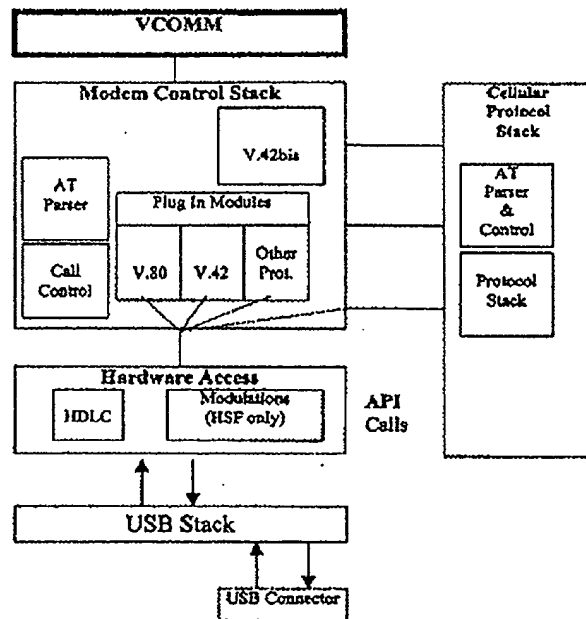 VCOMM
Modem Control Stack
V.42bis
AT
Parser
Call
Control
Plug In Modules
V.80
V.42
Other
Prot.
Cellular
Protocol
Stack
AT
Parser
&
Control
Protocol
Stack
Hardware Access
HDLC
Modulations
(HSP only)
API
Calls
USB Stack
USB Connector